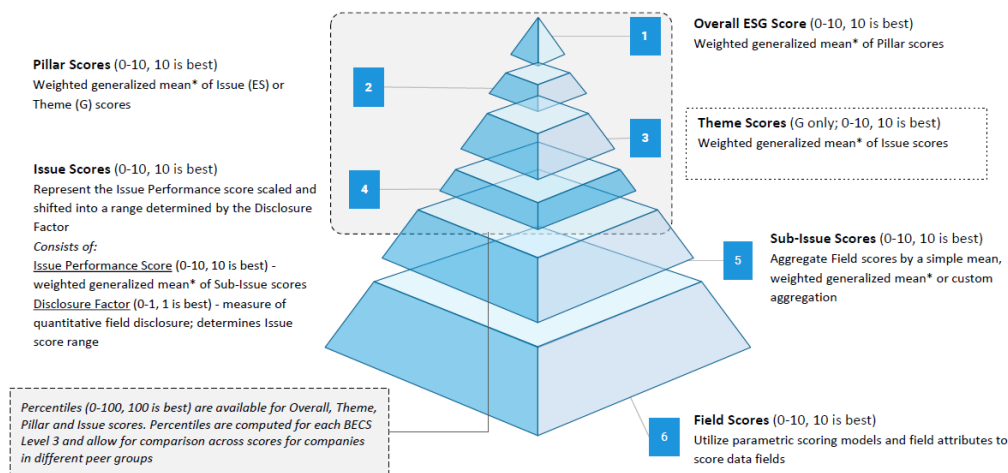 1
Overall ESG Score (0-10, 10 is best)
Weighted generalized mean* of Pillar scores
Pillar Scores (0-10, 10 is best)
Weighted generalized mean* of Issue (ES) or
Theme (G) scores
2
3
Theme Scores (G only; 0-10, 10 is best)
Weighted generalized mean* of Issue scores
Issue Scores (0-10, 10 is best)
Represent the Issue Performance score scaled and
shifted into a range determined by the Disclosure
Factor
Consists of:
Issue Performance Score (0-10, 10 is best) -
weighted generalized mean* of Sub-Issue scores
Disclosure Factor (0-1, 1 is best) - measure
of quantitative field disclosure; determines Issue
score range
4
5
Sub-Issue Scores (0-10, 10 is best)
Aggregate Field scores by a simple mean,
weighted generalized mean* or custom
aggregation
Percentiles (0-100, 100 is best) are available for Overall, Theme,
Pillar and Issue scores. Percentiles are computed for each BECS
Level 3 and allow for comparison across scores for companies
in different peer groups
6
Field Scores (0-10, 10 is best)
Utilize parametric scoring models and field attributes to
score data fields